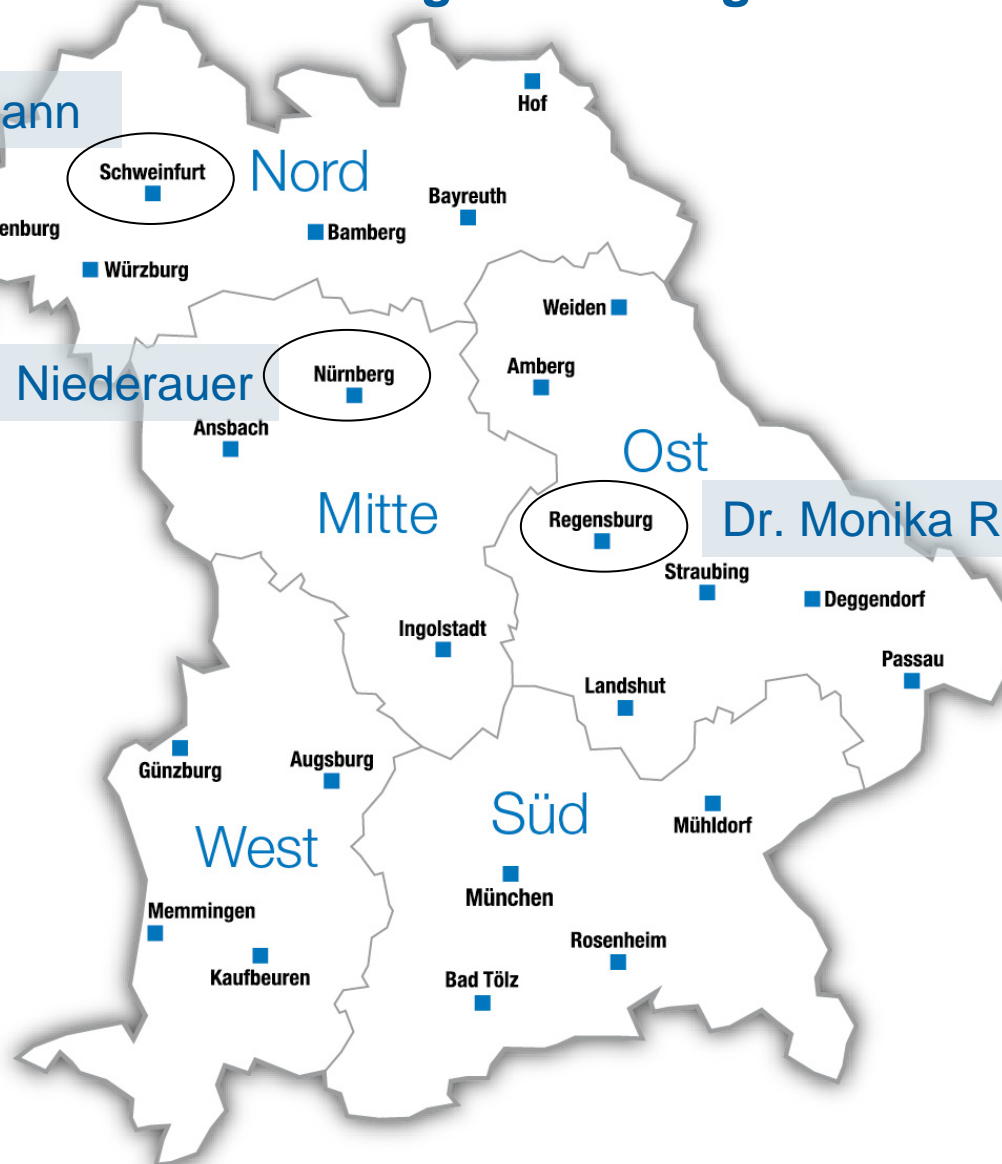 Hof
ann
Schweinfurt
Nord
Bayreuth
enburg
Bamberg
Würzburg
Weiden
Niederauer
Nürnberg
Amberg
Ansbach
Ost
Mitte
Regensburg
Dr. Monika R
Straubing
Deggendorf
Ingolstadt
Passau
Landshut
Günzburg
Augsburg
Süd
Mühldorf
West
München
Memmingen
Rosenheim
Kaufbeuren
Bad Tölz